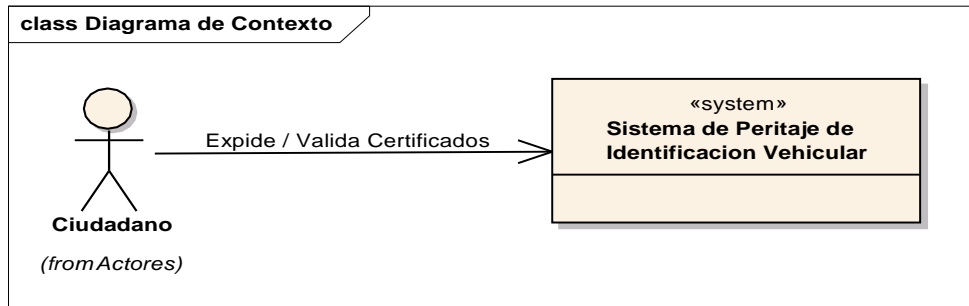 class Diagrama de Contexto
«system»
Sistema de Peritaje de
Identificacion Vehicular
Expide / Valida Certificados
Ciudadano
(from Actores)